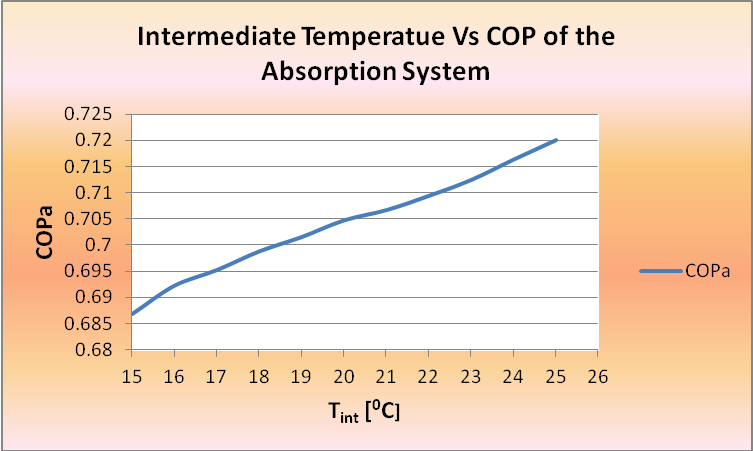 Intermediate Temperatue Vs COP of the
Absorption System
0.725
0.72
0.715
0.71
0.705
0.7
0.695
0.69
0.685
0.68
COPa
15 16 17 18 19 20 21 22 23 24 25 26
Tint [⁰C]
COPa